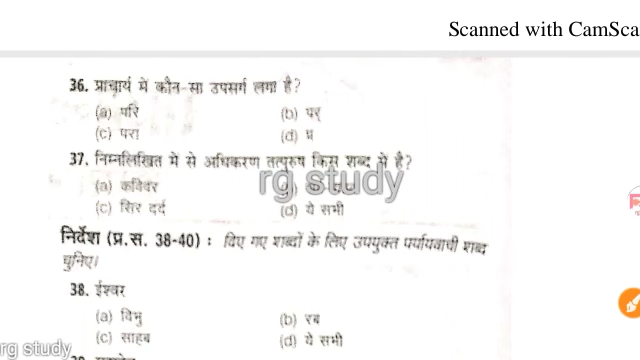 Scanned with CamSca
36. प्राचार्य में कौन-सा उपसर्ग लगा है?
(a) परि (b) पर्
(c) परा (d) प्र
37. निम्नलिखित में से अधिकरण तत्पुरुष किस शब्द में है?
(a) कविवर
rg study
(c) सिर दर्द (d) ये सभी
निर्देश (प्र.स. 38-40) : दिए गए शब्दों के लिए उपयुक्त पर्यायवाची शब्द
चुनिए।
38. ईश्वर
(a) विभु (b) रब
(c) साहब (d) ये सभी
rg study